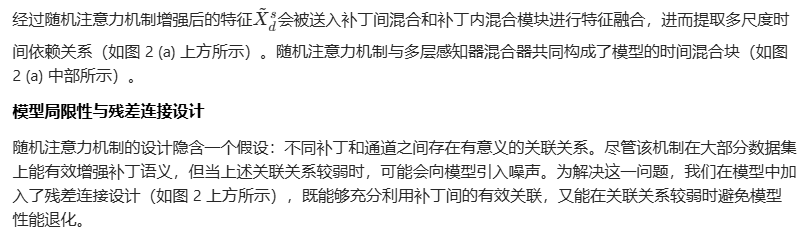 经过随机注意力机制增强后的特征X̃ˢ_d会被送入补丁间混合和补丁内混合模块进行特征融合，进而提取多尺度时
间依赖关系（如图 2 (a) 上方所示）。随机注意力机制与多层感知器混合器共同构成了模型的时间混合块（如图
2 (a) 中部所示）。
模型局限性与残差连接设计
随机注意力机制的设计隐含一个假设：不同补丁和通道之间存在有意义的关联关系。尽管该机制在大部分数据集
上能有效增强补丁语义，但当上述关联关系较弱时，可能会向模型引入噪声。为解决这一问题，我们在模型中加
入了残差连接设计（如图 2 上方所示），既能够充分利用补丁间的有效关联，又能在关联关系较弱时避免模型
性能退化。